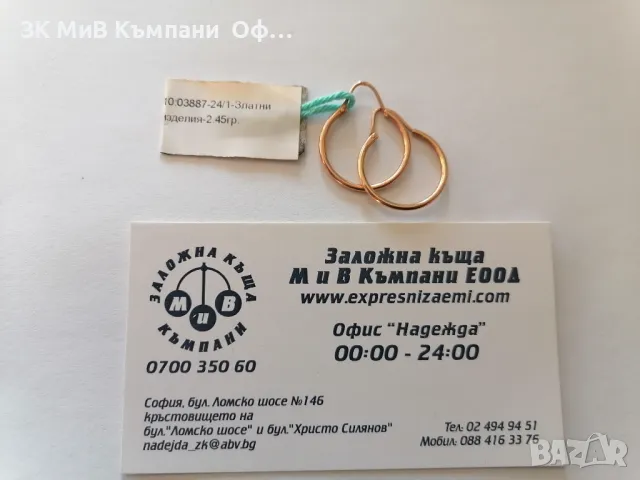 ЗК МиВ Къмпани Оф...
10:03887-24/1-Златни
изделия-2.45гр.
ЗАЛОЖНА КЪЩА
М и В
КЪМПАНИ
0700 350 60
Заложна къща
М и В Къмпани ЕООД
www.expresnizaemi.com
Офис "Надежда"
00:00 - 24:00
София, бул. Ломско шосе №146
кръстовището на
бул."Ломско шосе" и бул."Христо Силянов"
nadejda_zk@abv.bg
Тел: 02 494 94 51
Мобил: 088 416 33 76
BAZAR